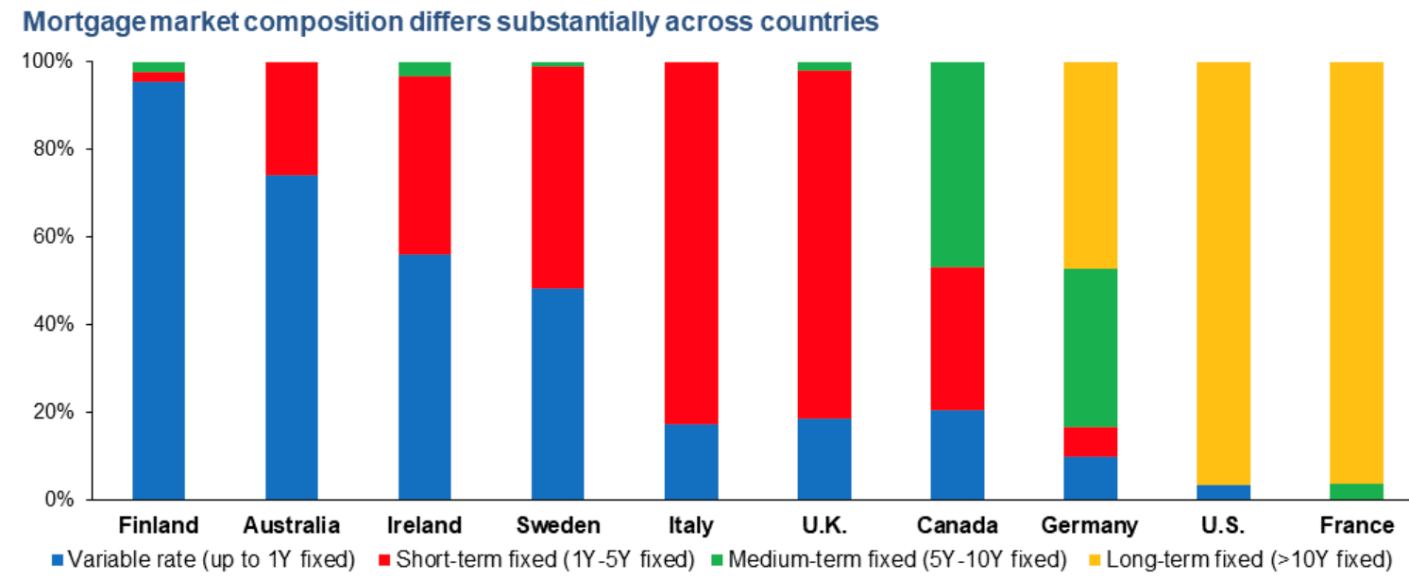 Mortgage market composition differs substantially across countries
100%
80%
60%
40%
20%
0%
Finland Australia Ireland Sweden Italy U.K. Canada Germany U.S. France
Variable rate (up to 1Y fixed) Short-term fixed (1Y-5Y fixed) Medium-term fixed (5Y-10Y fixed) Long-term fixed (>10Y fixed)